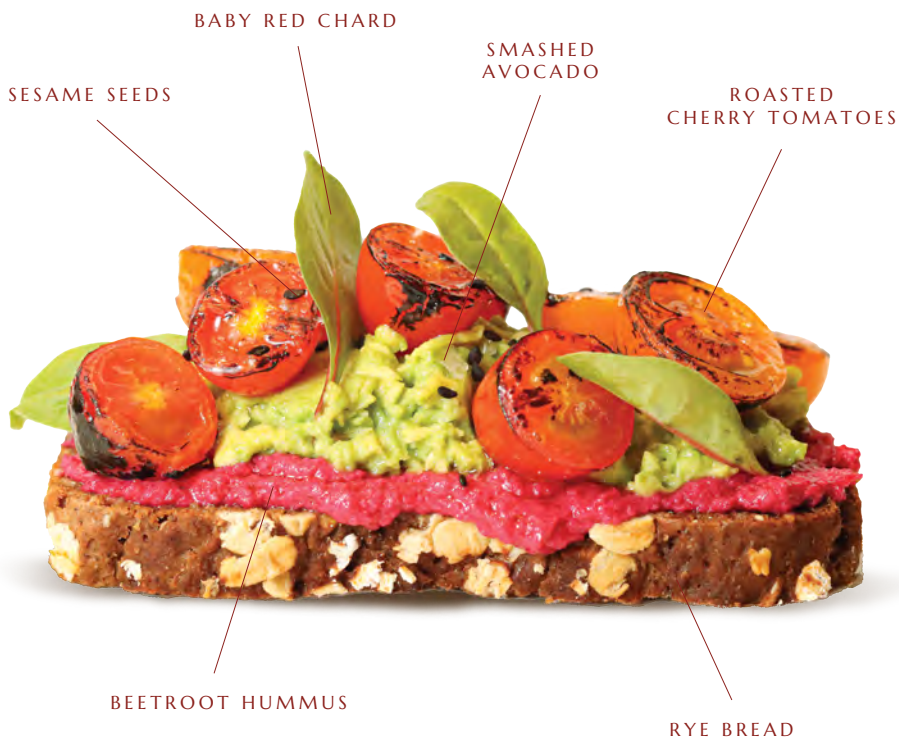 BABY RED CHARD
SMASHED
AVOCADO
SESAME SEEDS
ROASTED
CHERRY TOMATOES
BEETROOT HUMMUS
RYE BREAD